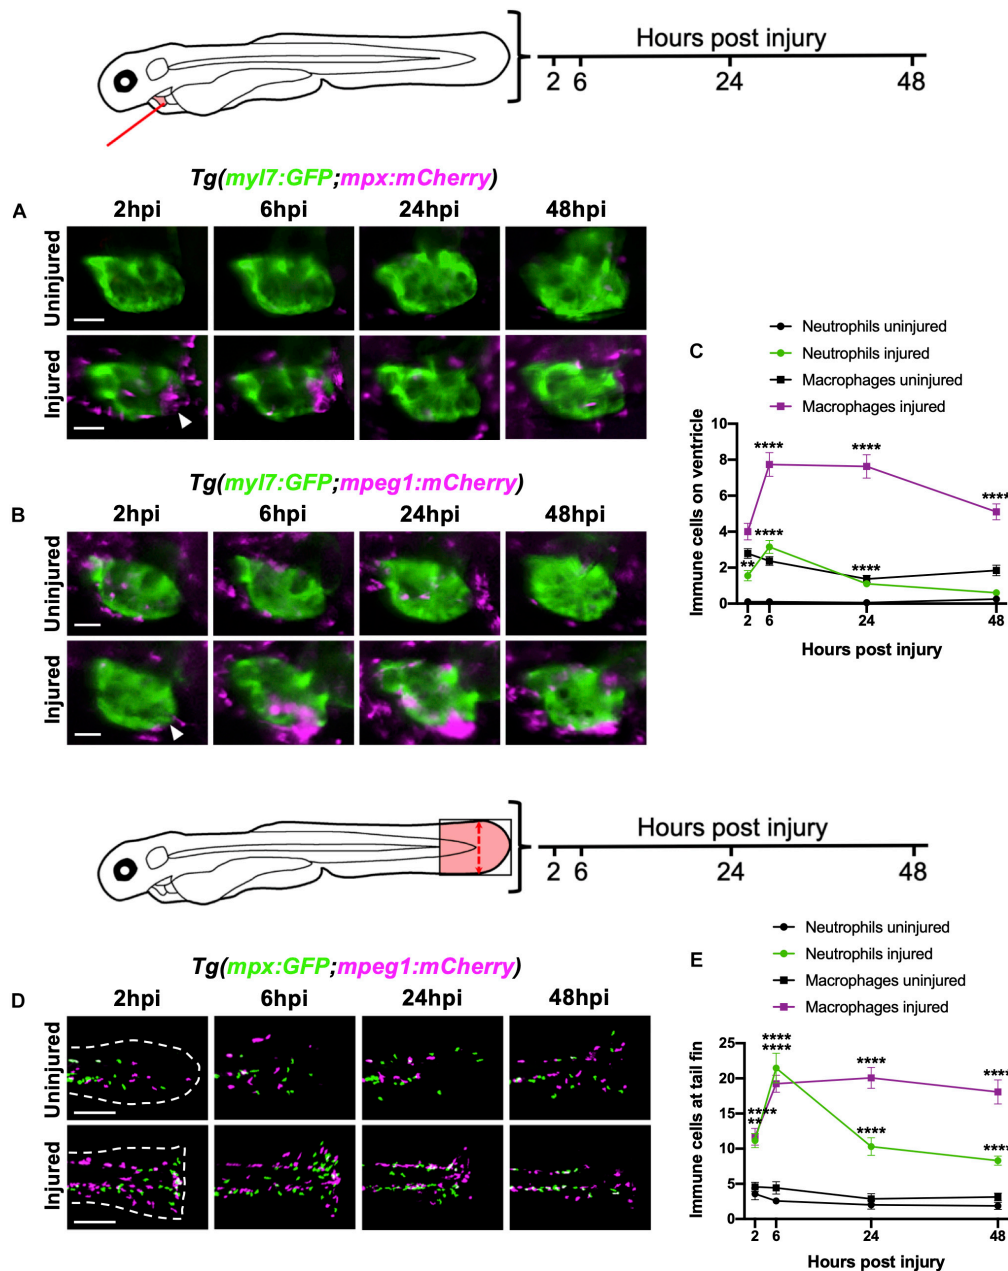 Hours post injury
2 6 24 48
Tg(myl7:GFP;mpx:mCherry)
A
2hpi 6hpi 24hpi 48hpi
Uninjured
Injured
Tg(myl7:GFP;mpeg1:mCherry)
B
2hpi 6hpi 24hpi 48hpi
Uninjured
Injured
C
Neutrophils uninjured
Neutrophils injured
Macrophages uninjured
Macrophages injured
Immune cells on ventricle
10
8
6
4
2
0
**** **** ****
**** ****
**
2 6 24 48
Hours post injury
Hours post injury
2 6 24 48
Tg(mpx:GFP;mpeg1:mCherry)
D
2hpi 6hpi 24hpi 48hpi
Uninjured
Injured
E
Neutrophils uninjured
Neutrophils injured
Macrophages uninjured
Macrophages injured
Immune cells at tail fin
25
20
15
10
5
0
****
****
**** ****
****
**
**** ****
2 6 24 48
Hours post injury